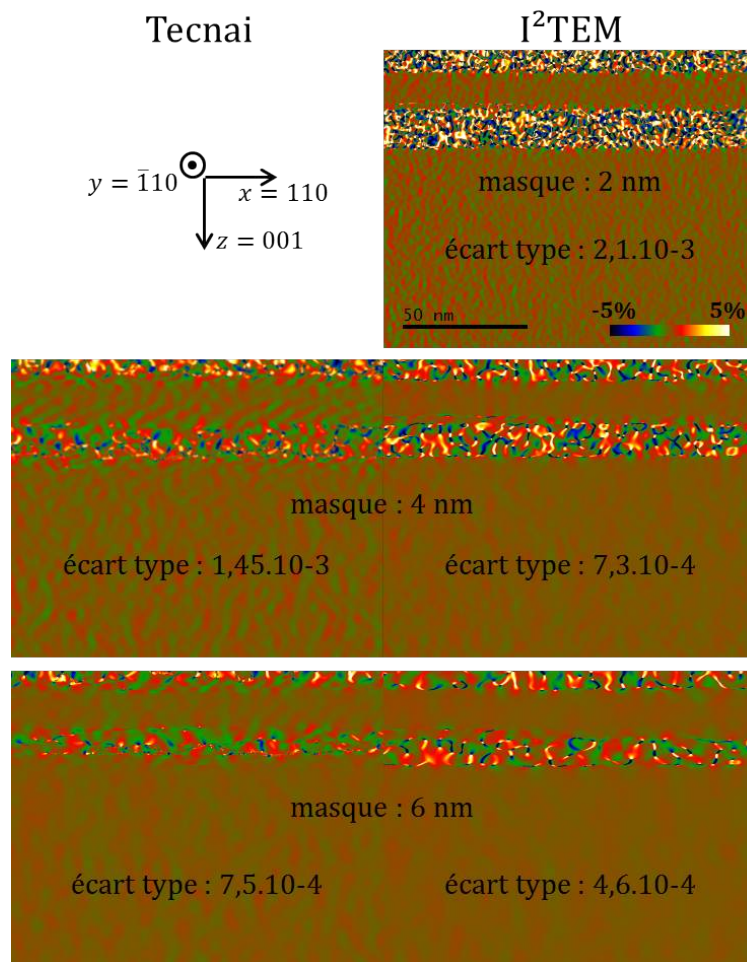 Tecnai
I²TEM
y = 1̅10
x = 110
z = 001
masque : 2 nm
écart type : 2,1.10-3
50 nm
-5%
5%
masque : 4 nm
écart type : 1,45.10-3
écart type : 7,3.10-4
masque : 6 nm
écart type : 7,5.10-4
écart type : 4,6.10-4